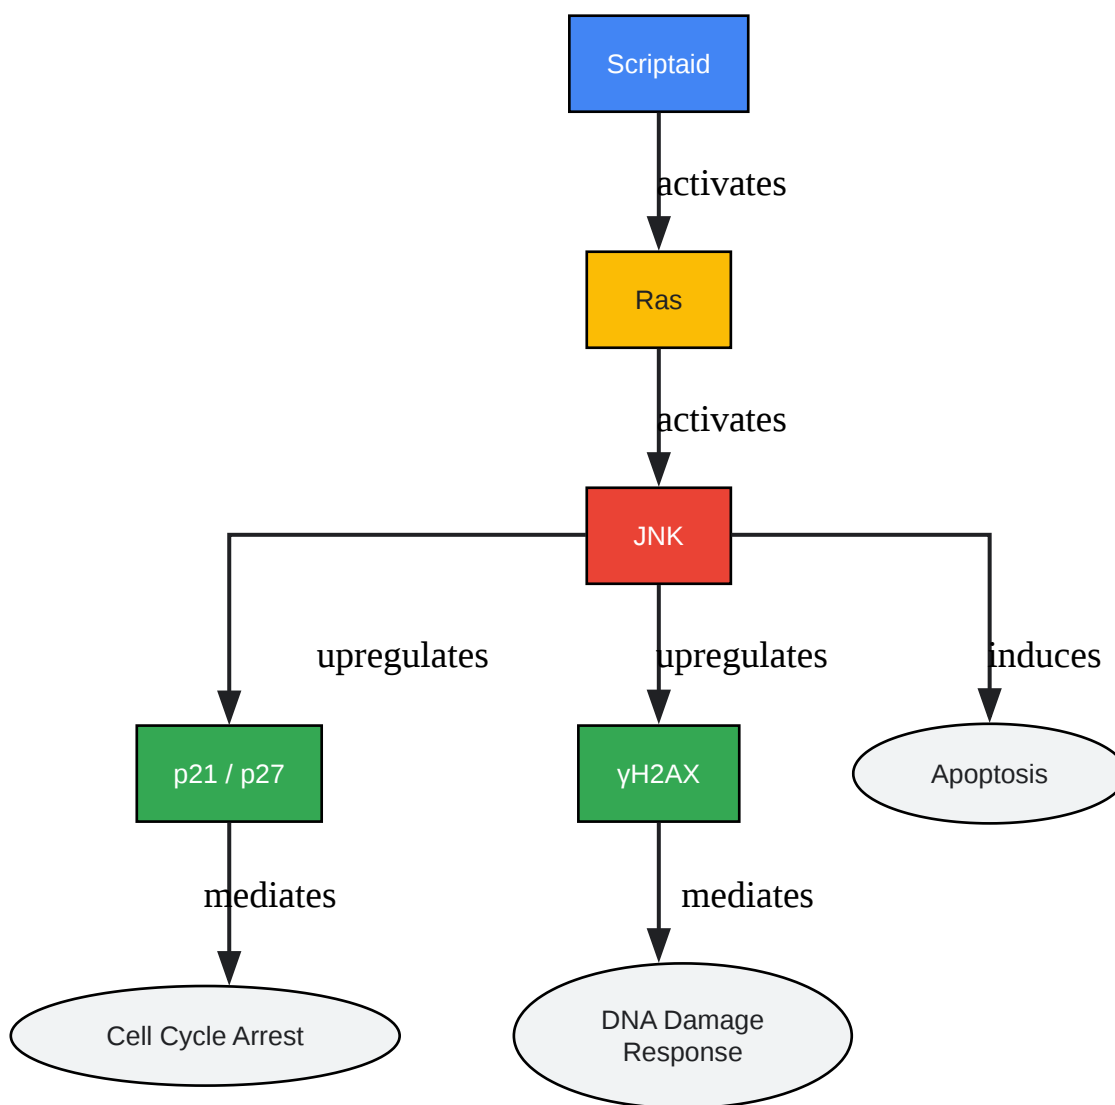 Scriptaid
activates
Ras
activates
JNK
upregulates
upregulates
induces
p21 / p27
γH2AX
Apoptosis
mediates
mediates
Cell Cycle Arrest
DNA Damage
Response